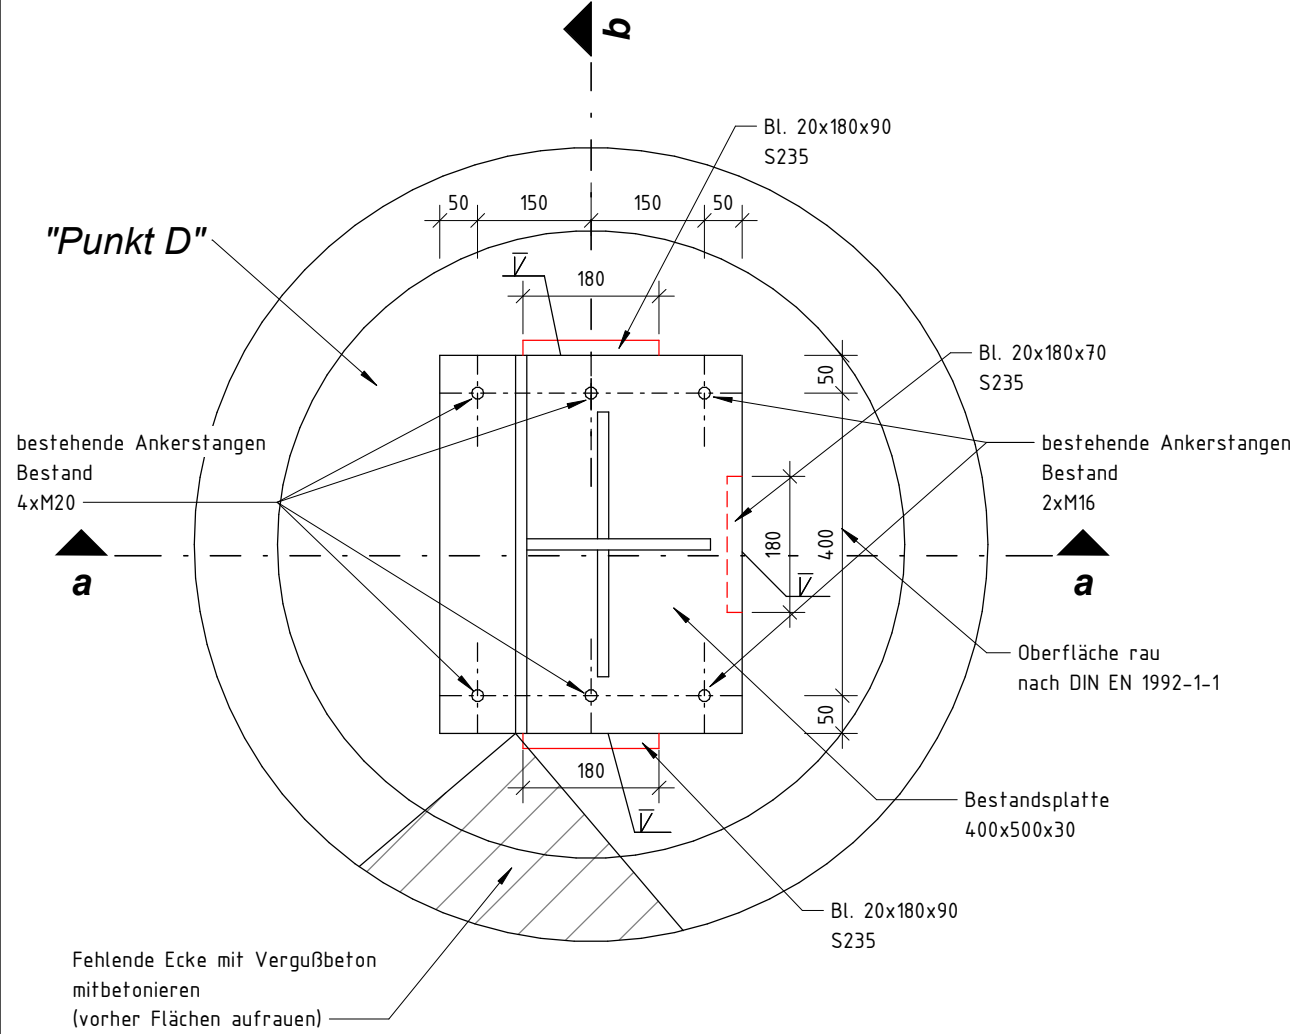 b
Bl. 20x180x90
S235
50
150
150
50
"Punkt D"
V
180
Bl. 20x180x70
S235
50
bestehende Ankerstangen
Bestand
4xM20
bestehende Ankerstangen
Bestand
2xM16
180
400
a
a
V
Oberfläche rau
nach DIN EN 1992-1-1
50
180
V
Bestandsplatte
400x500x30
Bl. 20x180x90
S235
Fehlende Ecke mit Vergußbeton
mitbetonieren
(vorher Flächen aufrauen)